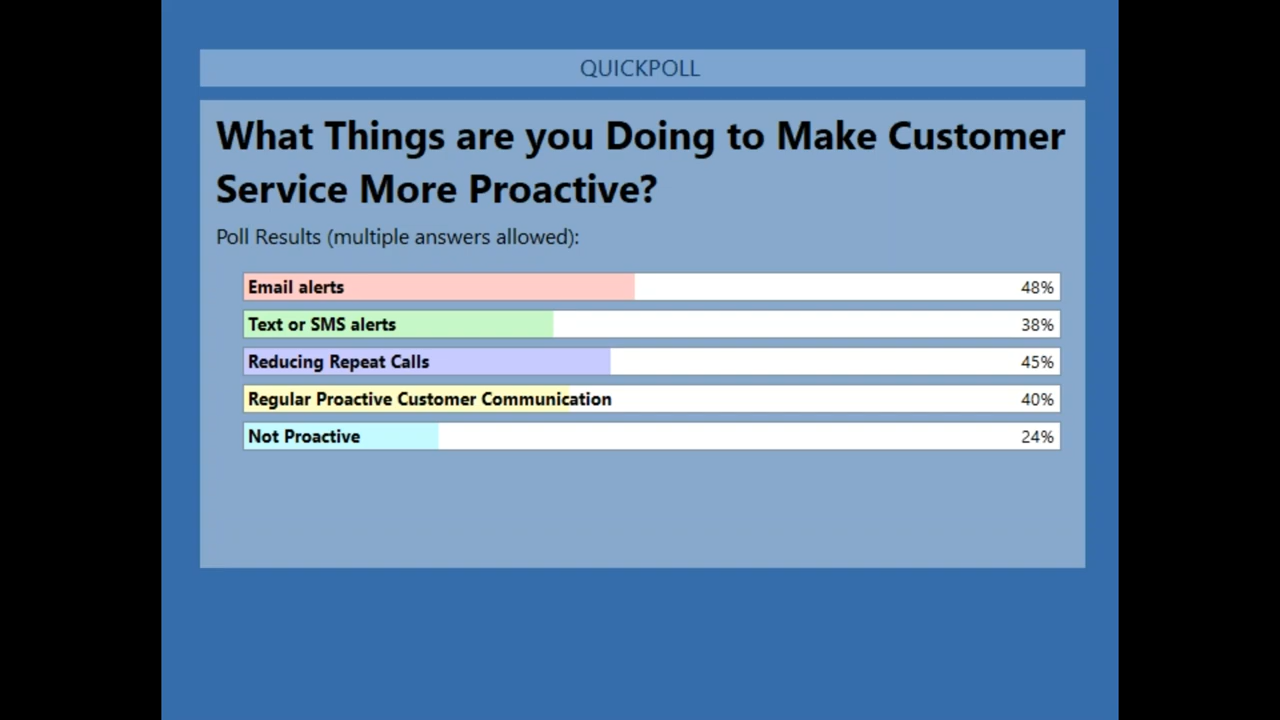 QUICKPOLL
What Things are you Doing to Make Customer
Service More Proactive?
Poll Results (multiple answers allowed):
Email alerts 48%
Text or SMS alerts 38%
Reducing Repeat Calls 45%
Regular Proactive Customer Communication 40%
Not Proactive 24%